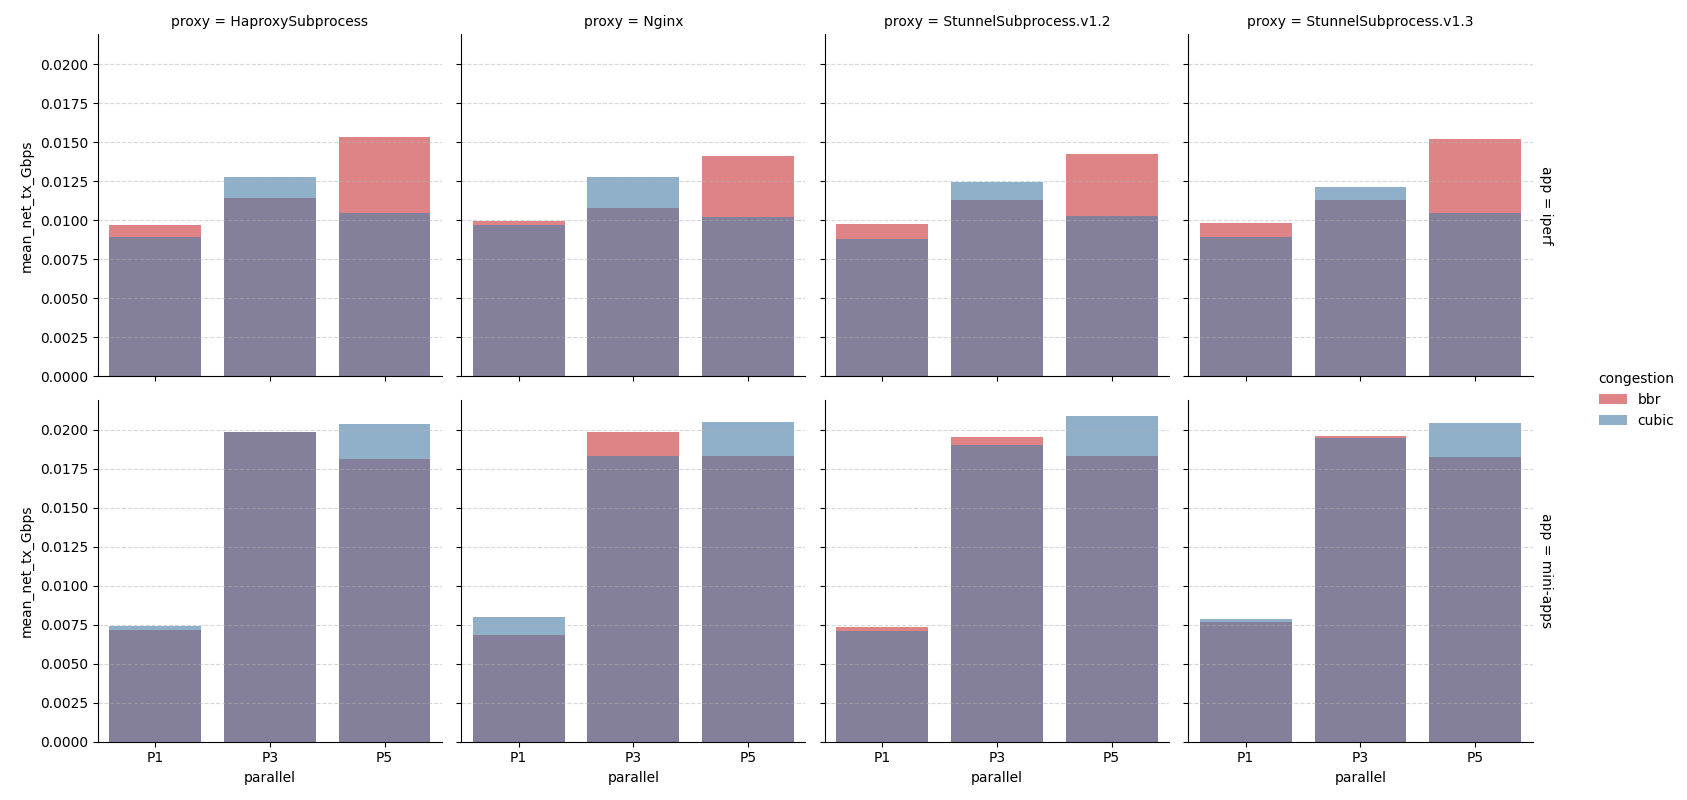 proxy = HaproxySubprocess
proxy = Nginx
proxy = StunnelSubprocess.v1.2
proxy = StunnelSubprocess.v1.3
0.0200
0.0175
0.0150
0.0125
0.0100
0.0075
0.0050
0.0025
0.0000
mean_net_tx_Gbps
app = iperf
congestion
bbr
cubic
0.0200
0.0175
0.0150
0.0125
0.0100
0.0075
0.0050
0.0025
0.0000
mean_net_tx_Gbps
app = mini-apps
P1 P3 P5
P1 P3 P5
P1 P3 P5
P1 P3 P5
parallel
parallel
parallel
parallel